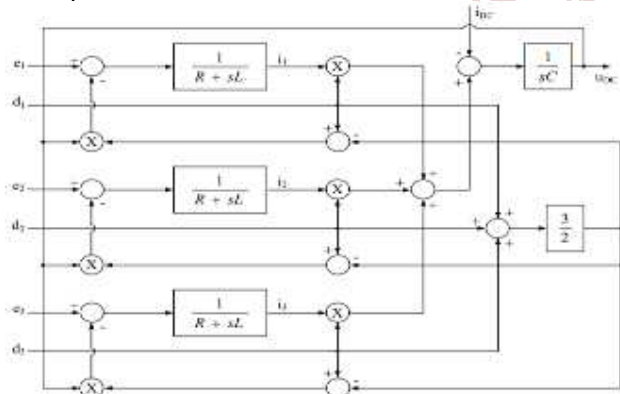 i_DC
-
e₁
-
1
R + sL
i₁
X
-
+
1
sC
u_DC
d₁
X
+
-
+
e₂
-
1
R + sL
i₂
X
+
+
+
+
d₂
+
+
3
2
X
+
-
e₃
-
1
R + sL
i₃
X
d₃
X
+
-